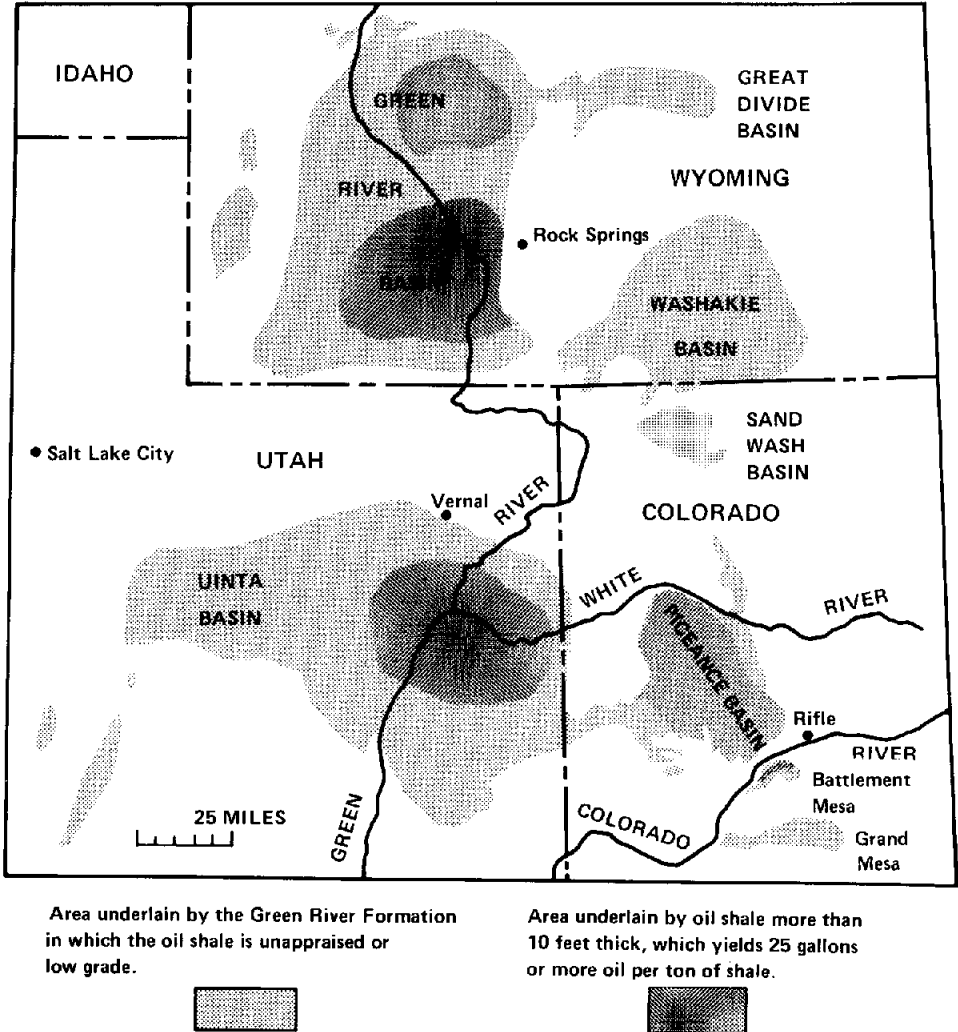 IDAHO
GREEN
GREAT
DIVIDE
BASIN
WYOMING
RIVER
Rock Springs
BASIN
WASHAKIE
BASIN
Salt Lake City
UTAH
SAND
WASH
BASIN
Vernal
RIVER
COLORADO
UINTA
BASIN
WHITE
RIVER
PICEANCE BASIN
Rifle
RIVER
Battlement
Mesa
25 MILES
GREEN
COLORADO
Grand
Mesa
Area underlain by the Green River Formation
in which the oil shale is unappraised or
low grade.
Area underlain by oil shale more than
10 feet thick, which yields 25 gallons
or more oil per ton of shale.